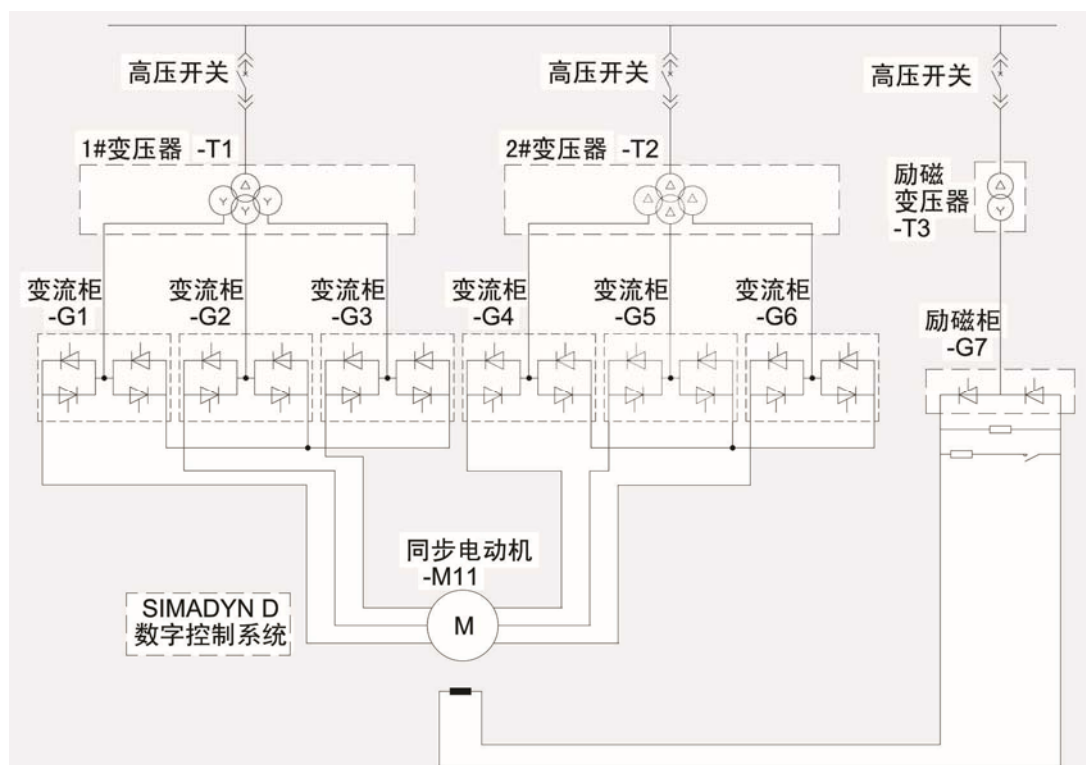 高压开关
高压开关
高压开关
1#变压器 -T1
2#变压器 -T2
励磁
变压器
-T3
变流柜
-G1
变流柜
-G2
变流柜
-G3
变流柜
-G4
变流柜
-G5
变流柜
-G6
励磁柜
-G7
同步电动机
-M11
M
SIMADYN D
数字控制系统